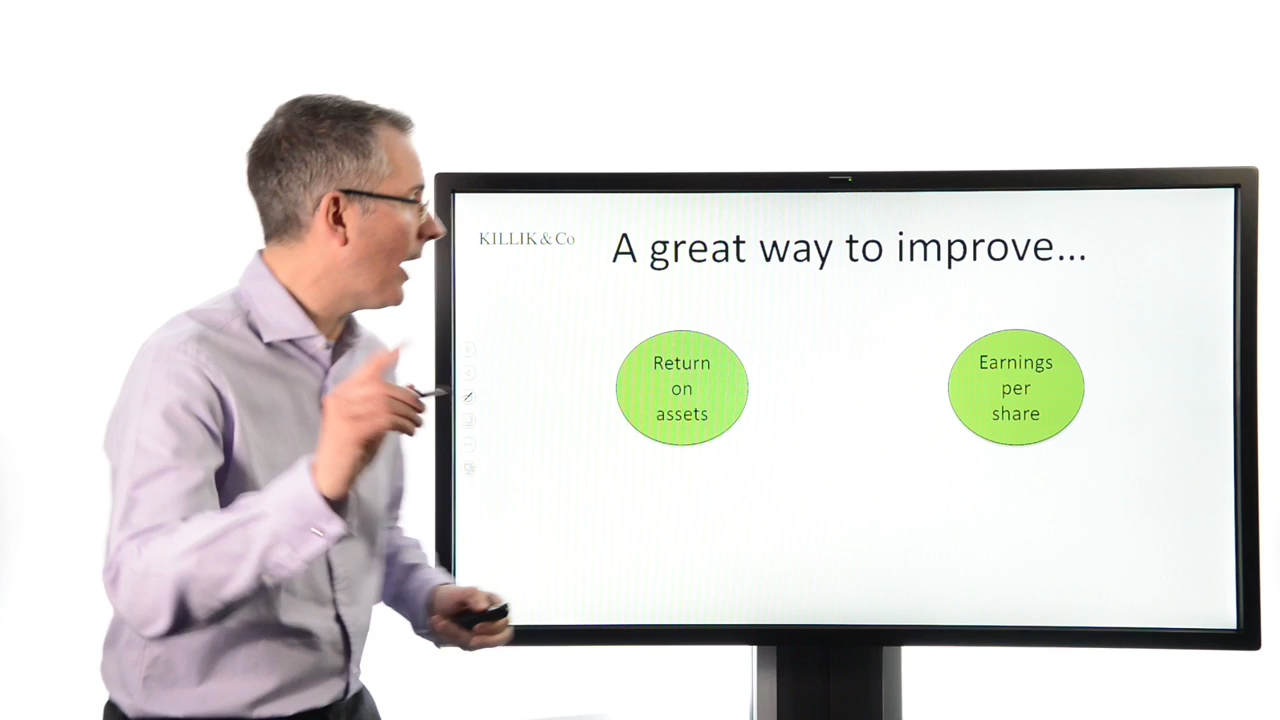 KILLIK & Co
A great way to improve...
Return
on
assets
Earnings
per
share